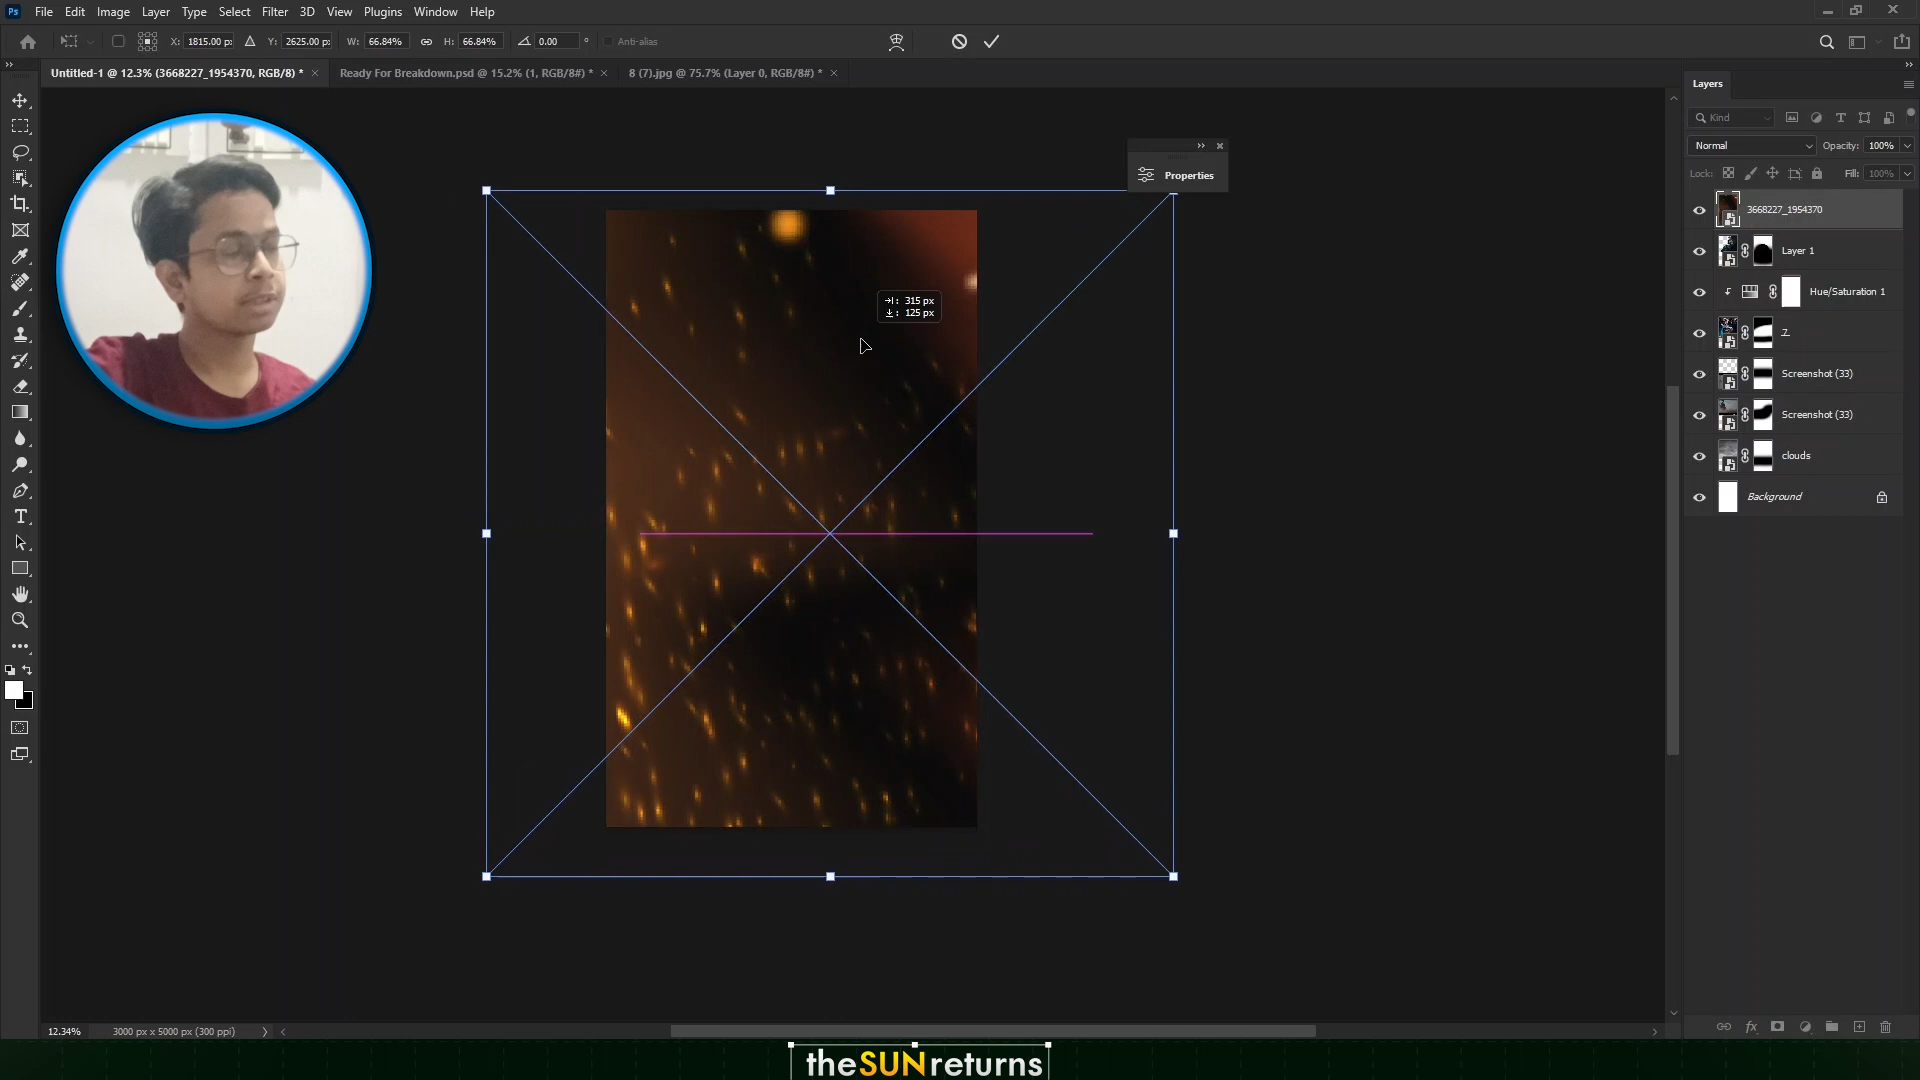 Ps File Edit Image Layer Type Select Filter 3D View Plugins Window Help
X: 1815.00 px Y: 2625.00 px W: 66.84% H: 66.84% 0.00 ° Anti-alias
Untitled-1 @ 12.3% (3668227_1954370, RGB/8) * Ready For Breakdown.psd @ 15.2% (1, RGB/8#) * 8 (7).jpg @ 75.7% (Layer 0, RGB/8#) *
Layers
Kind
Normal Opacity: 100%
Lock: Fill: 100%
Properties
3668227_1954370
Layer 1
Hue/Saturation 1
7
Screenshot (33)
Screenshot (33)
clouds
Background
315 px
125 px
12.34% 3000 px x 5000 px (300 ppi)
theSUNreturns